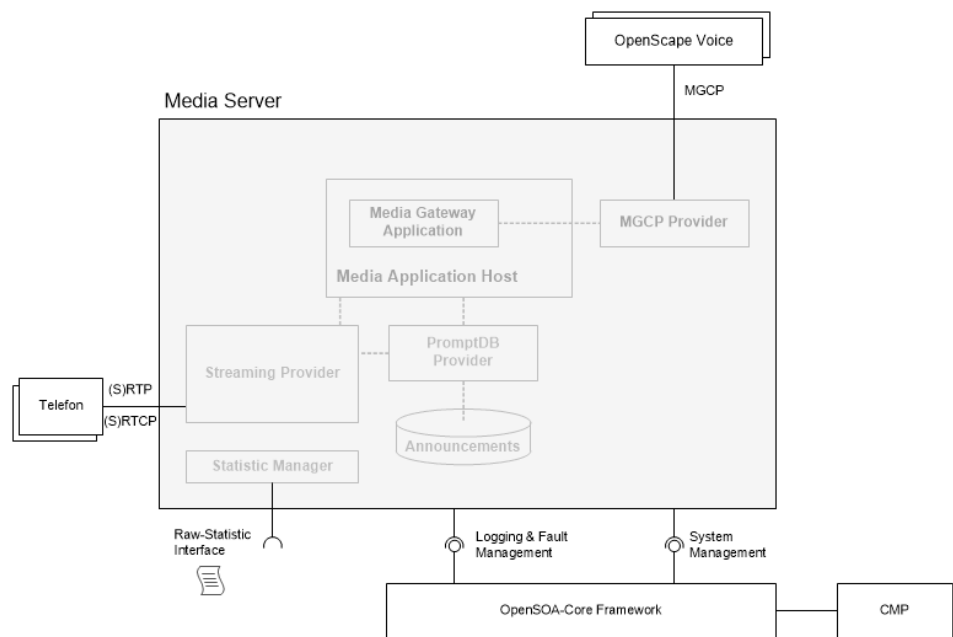 OpenScape Voice
MGCP
Media Server
Media Gateway
Application
MGCP Provider
Media Application Host
PromptDB
Provider
Streaming Provider
(S)RTP
Telefon
(S)RTCP
Announcements
Statistic Manager
Raw-Statistic
Interface
Logging & Fault
Management
System
Management
OpenSOA-Core Framework
CMP